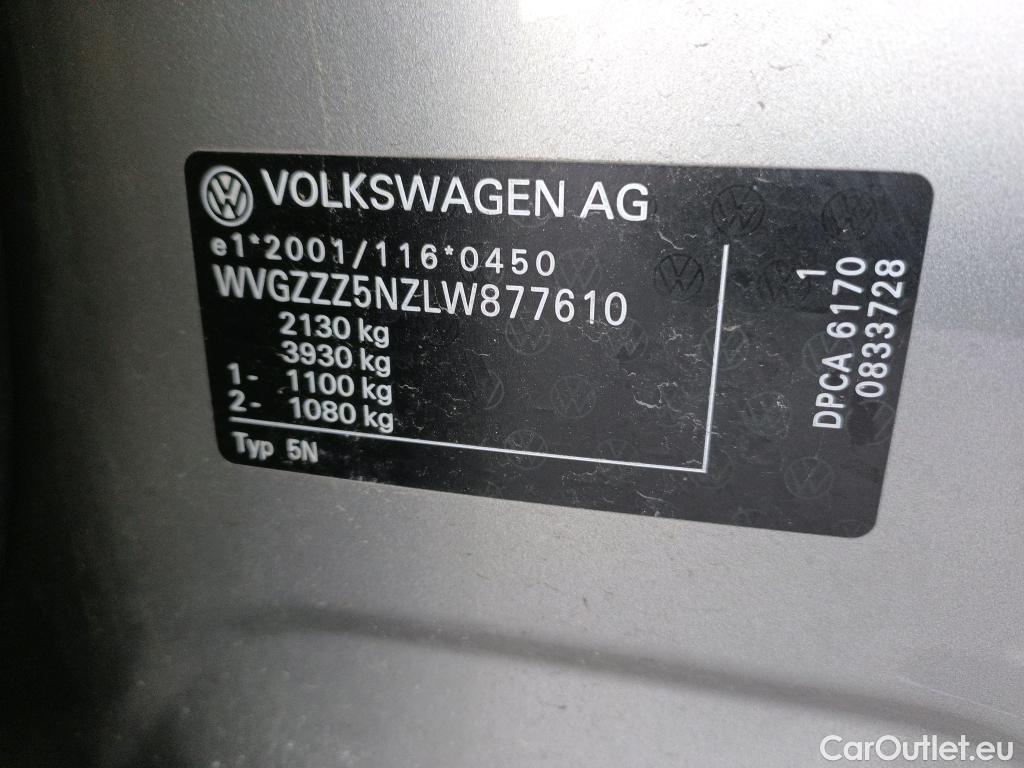 VOLKSWAGEN AG
e1*2001/116*0450
WVGZZZ5NZLW877610
2130 kg
3930 kg
1- 1100 kg
2- 1080 kg
Typ 5N
1
DPCA 6170
0833728
CarOutlet.eu